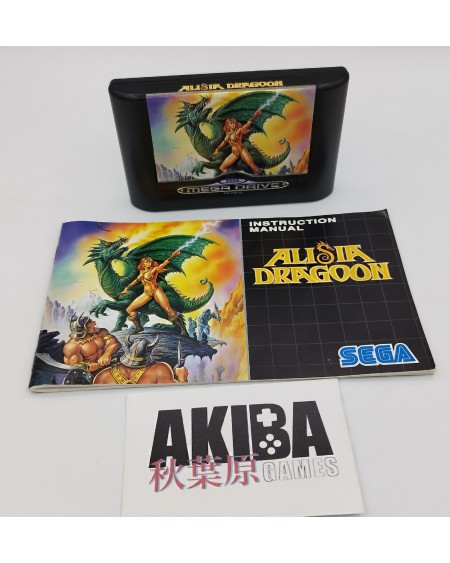 ALISIA DRAGOON
MEGA DRIVE
INSTRUCTION
MANUAL
ALISIA
DRAGOON
SEGA
AKIBA
秋葉原 GAMES